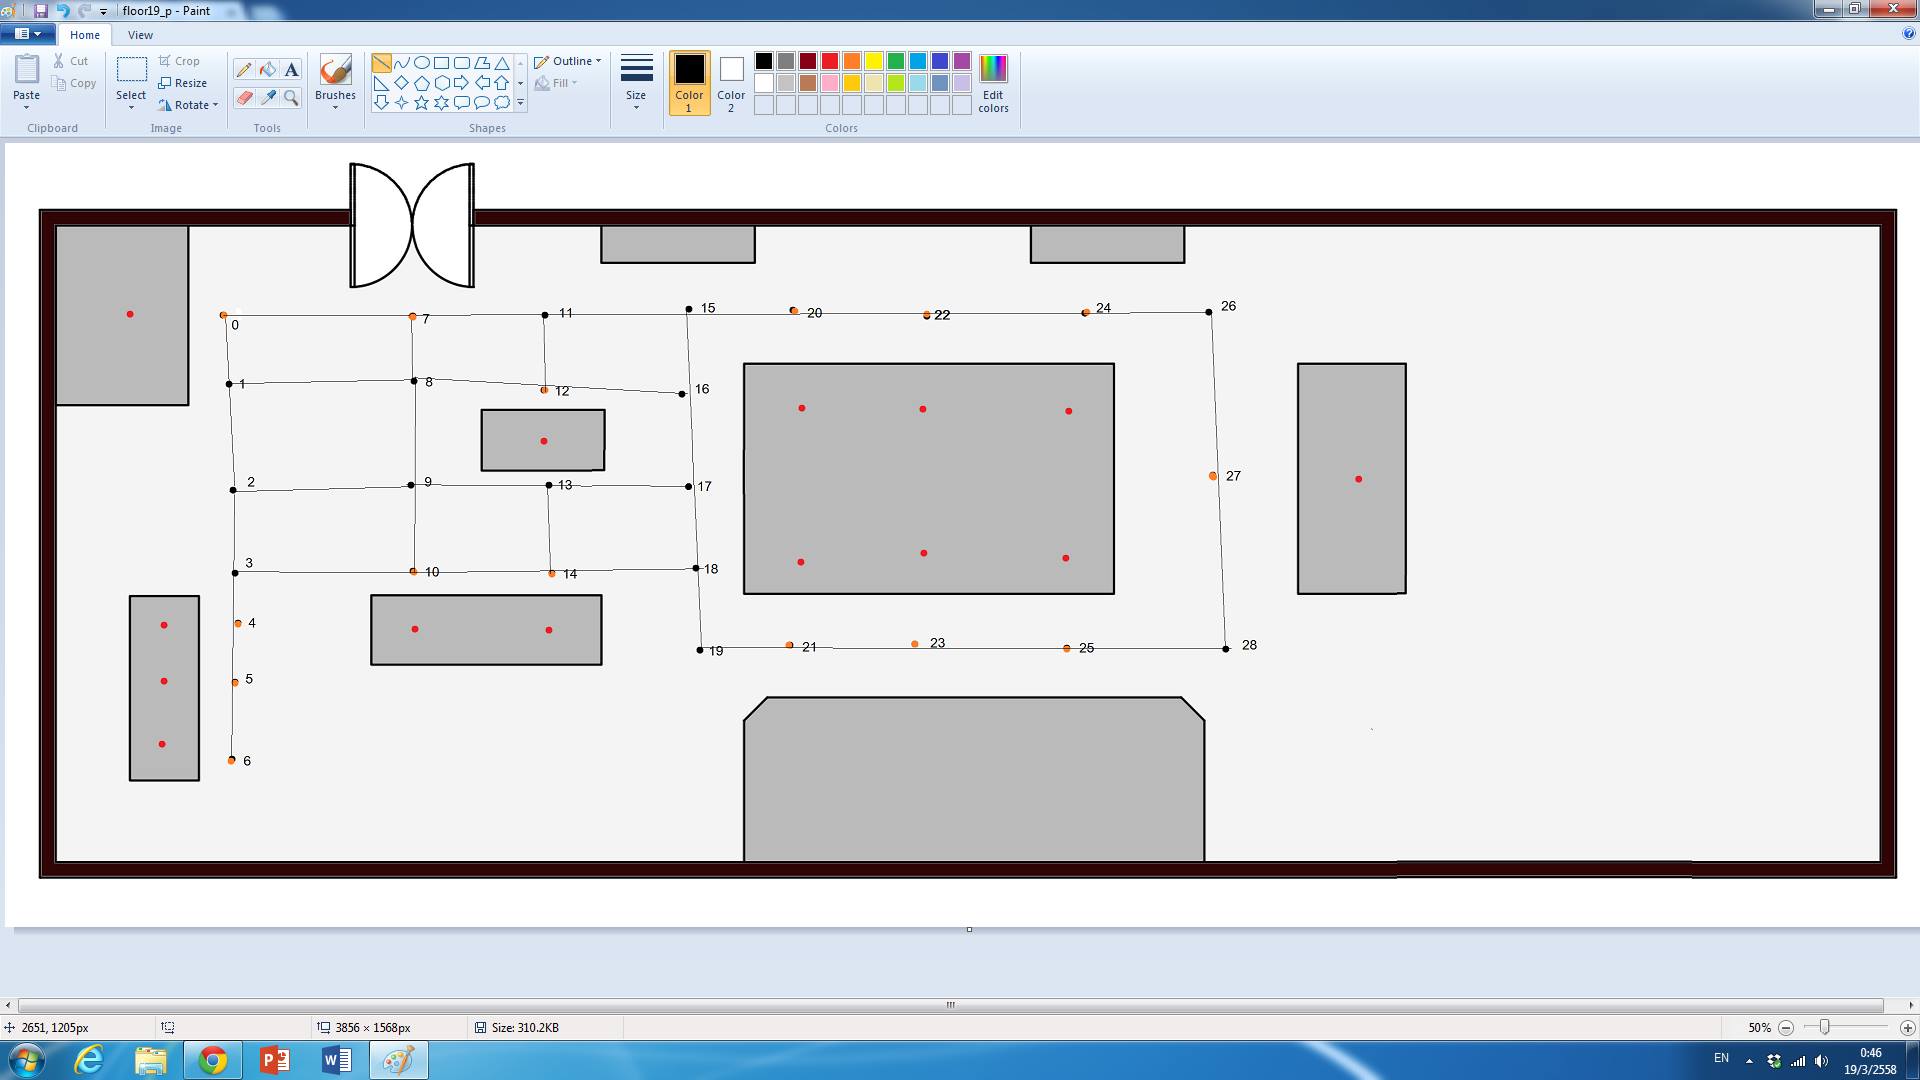 floor19_p - Paint
Home View
Paste Cut Copy Clipboard
Select Crop Resize Rotate Image
A Tools
Brushes
Outline Fill Shapes
Size
Color 1 Color 2
Edit colors Colors
0 7 11 15 20 22 24 26
1 8 12 16
2 9 13 17 27
3 10 14 18
4
5
19 21 23 25 28
6
2651, 1205px 3856 × 1568px Size: 310.2KB 50%
EN 0:46
19/3/2558